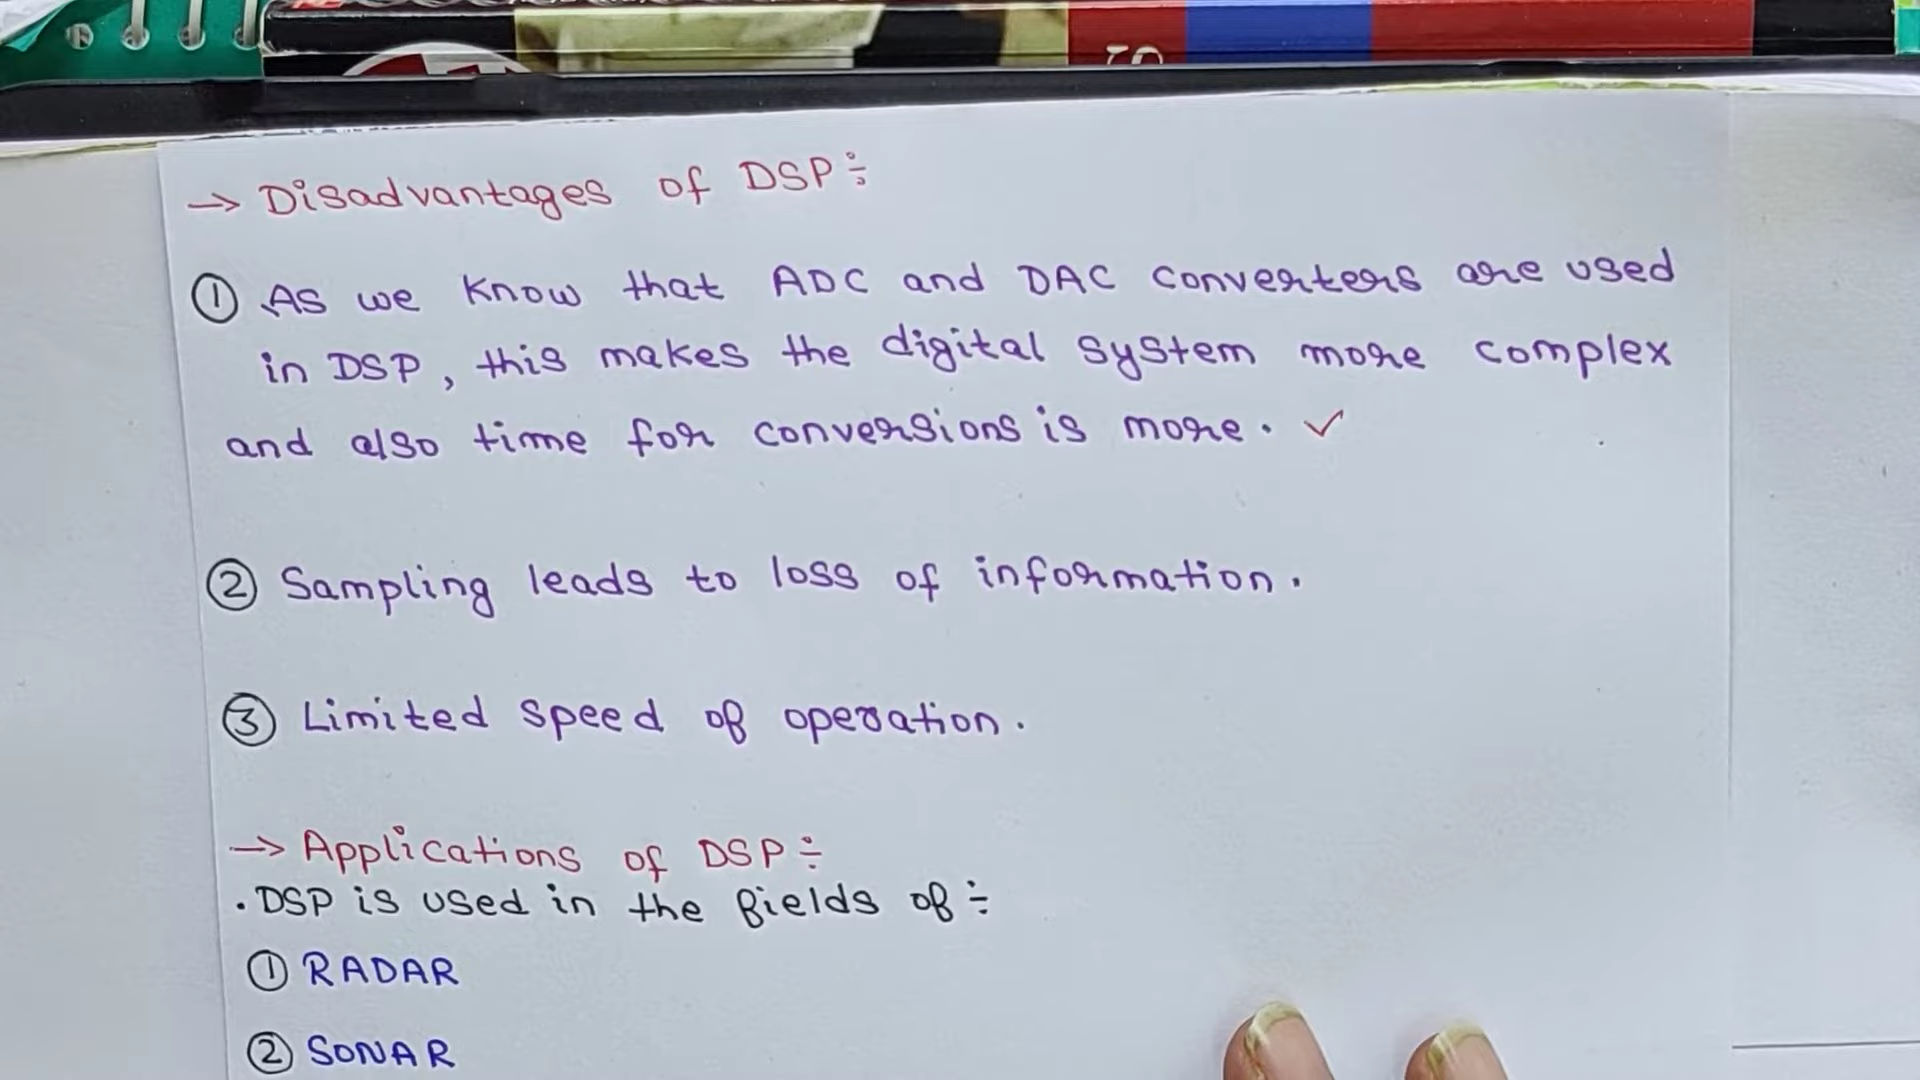 → Disadvantages of DSP ÷
① As we know that ADC and DAC converters are used
in DSP, this makes the digital system more complex
and also time for conversions is more. ✓
② Sampling leads to loss of information.
③ Limited speed of operation.
→ Applications of DSP ÷
· DSP is used in the fields of ÷
① RADAR
② SONAR